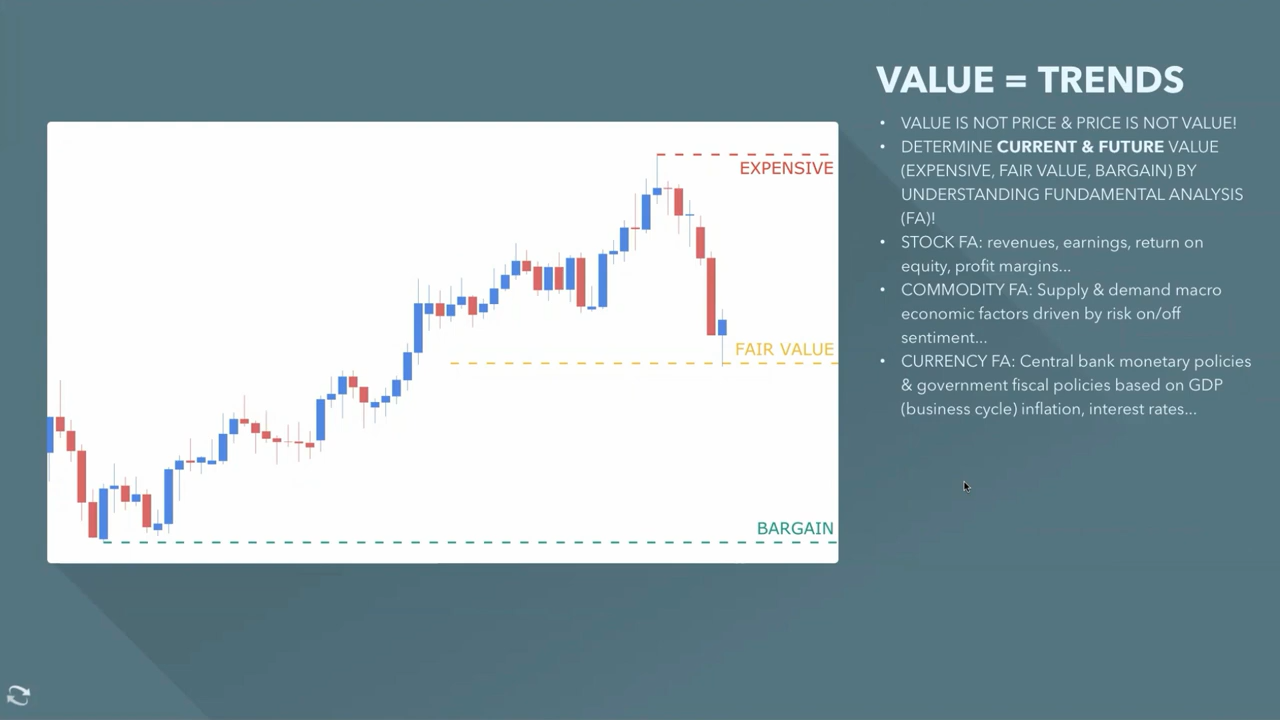 VALUE = TRENDS
• VALUE IS NOT PRICE & PRICE IS NOT VALUE!
• DETERMINE CURRENT & FUTURE VALUE
(EXPENSIVE, FAIR VALUE, BARGAIN) BY
UNDERSTANDING FUNDAMENTAL ANALYSIS
(FA)!
• STOCK FA: revenues, earnings, return on
equity, profit margins...
• COMMODITY FA: Supply & demand macro
economic factors driven by risk on/off
sentiment...
• CURRENCY FA: Central bank monetary policies
& government fiscal policies based on GDP
(business cycle) inflation, interest rates...
EXPENSIVE
FAIR VALUE
BARGAIN